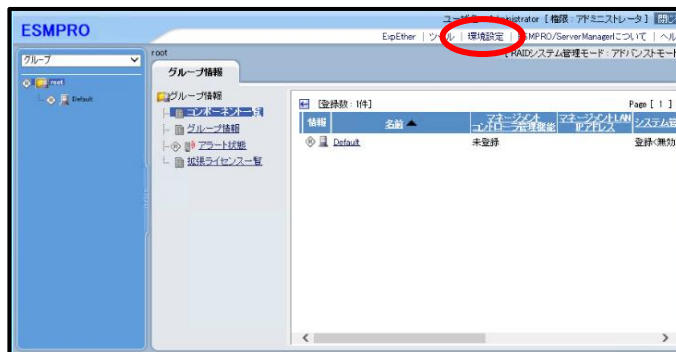 ユーザ名 : Administrator [ 権限 : アドミニストレータ ] 閉じ
ESMPRO
ExpEther | ツール | 環境設定 | ESMPRO/ServerManagerについて | ヘル
グループ
root
[ RAIDシステム管理モード : アドバンストモード
グループ情報
root
Default
グループ情報
コンポーネント一覧
グループ情報
アラート状態
拡張ライセンス一覧
[登録数 : 1件]
Page [ 1 ]
情報
名前▲
マネージメント
コントローラ管理機能
マネージメントLAN
IPアドレス
システム管
Default
未登録
登録<無効